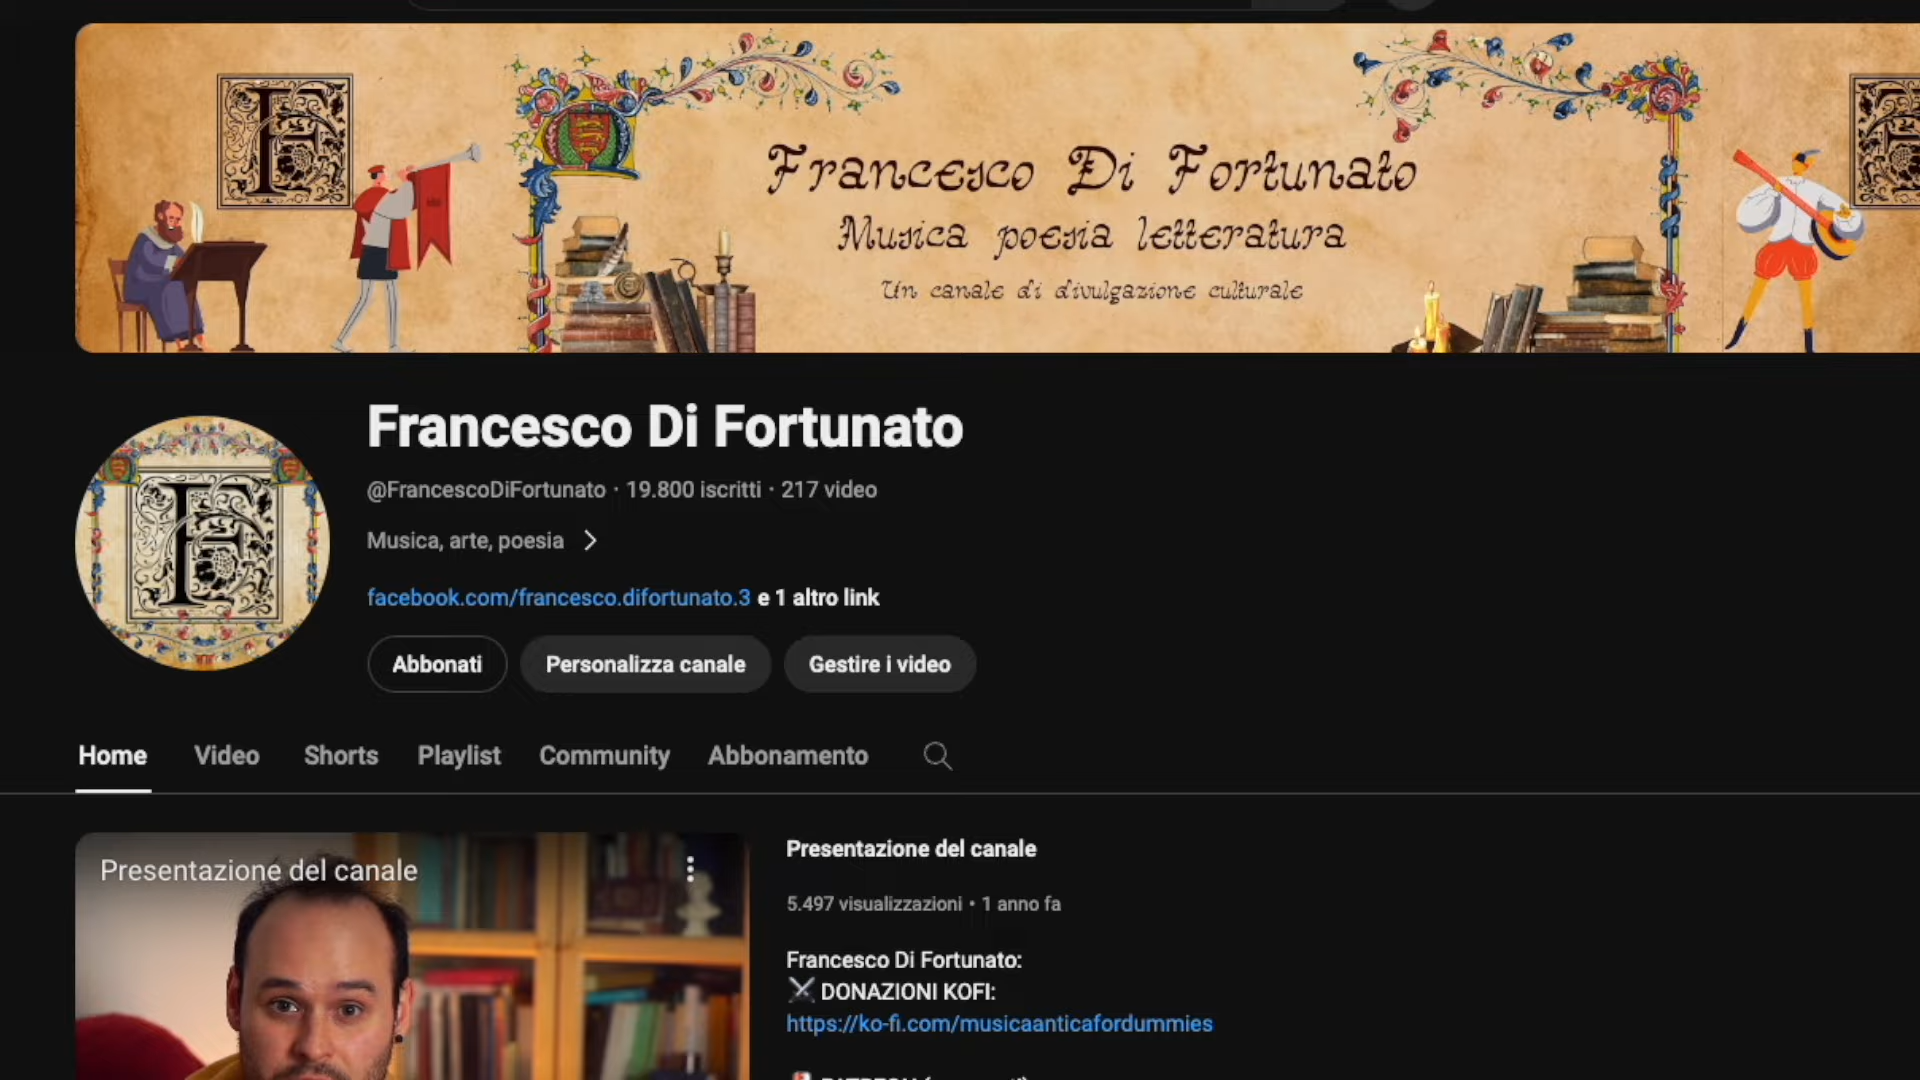 Francesco Di Fortunato
Musica poesia letteratura
Un canale di divulgazione culturale
Francesco Di Fortunato
@FrancescoDiFortunato · 19.800 iscritti · 217 video
Musica, arte, poesia
facebook.com/francesco.difortunato.3 e 1 altro link
Abbonati Personalizza canale Gestire i video
Home Video Shorts Playlist Community Abbonamento
Presentazione del canale
Presentazione del canale
5.497 visualizzazioni • 1 anno fa
Francesco Di Fortunato:
⚔ DONAZIONI KOFI:
https://ko-fi.com/musicaanticafordummies